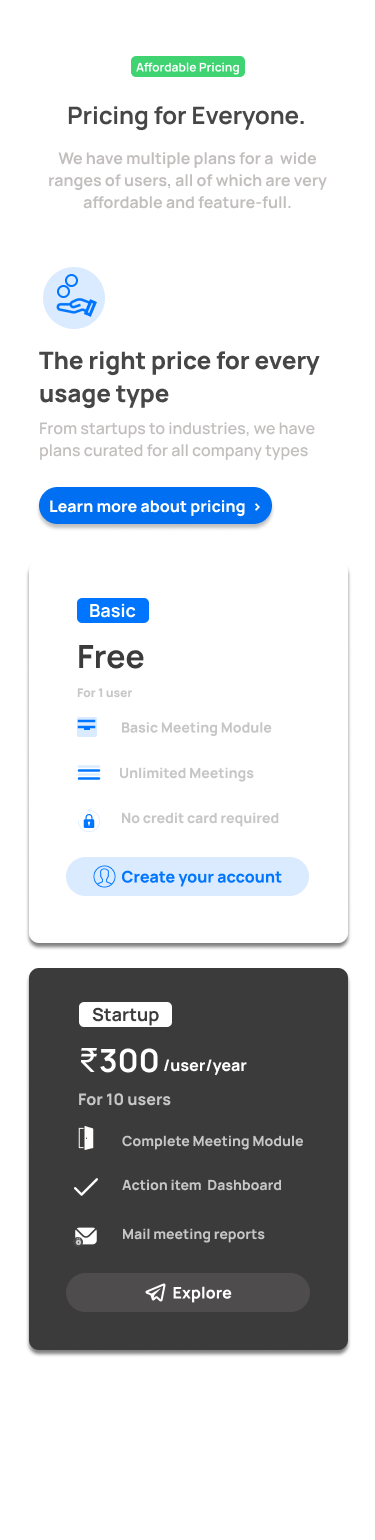 Affordable Pricing
Pricing for Everyone.
We have multiple plans for a wide
ranges of users, all of which are very
affordable and feature-full.
The right price for every
usage type
From startups to industries, we have
plans curated for all company types
Learn more about pricing ›
Basic
Free
For 1 user
Basic Meeting Module
Unlimited Meetings
No credit card required
Create your account
Startup
₹300 /user/year
For 10 users
Complete Meeting Module
Action item Dashboard
Mail meeting reports
Explore